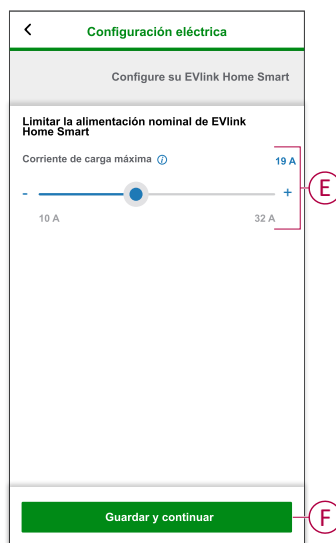 Configuración eléctrica
Configure su EVlink Home Smart
Limitar la alimentación nominal de EVlink
Home Smart
Corriente de carga máxima i
19 A
- +
10 A 32 A
E
Guardar y continuar
F